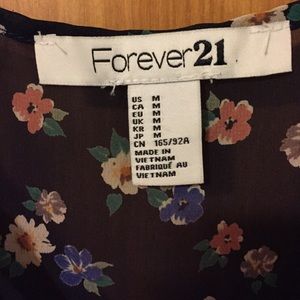 Forever21.
US M
CA M
EU M
UK M
KR M
JP M
CN 165/92A
MADE IN
VIETNAM
FABRIQUÉ AU
VIETNAM